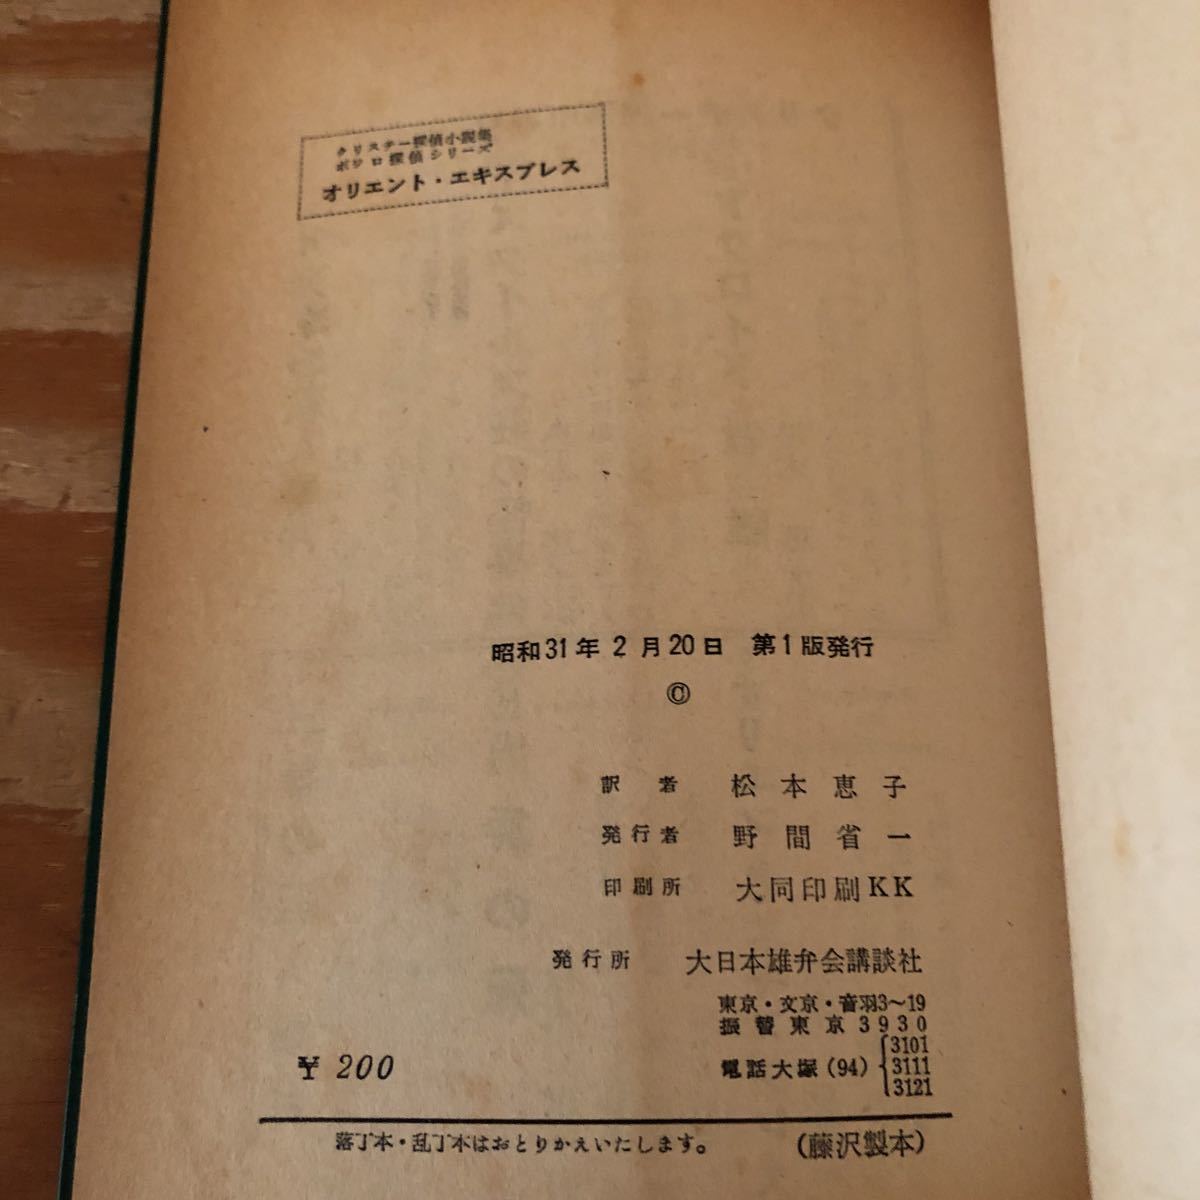 クリスチー探偵小説集
ポワロ探偵シリーズ
オリエント・エキスプレス
昭和31年2月20日 第1版発行
©
訳者 松本恵子
発行者 野間省一
印刷所 大同印刷KK
発行所 大日本雄弁会講談社
東京・文京・音羽3〜19
振替東京3930
電話大塚(94) 3101
3111
3121
¥200
落丁本・乱丁本はおとりかえいたします。 (藤沢製本)